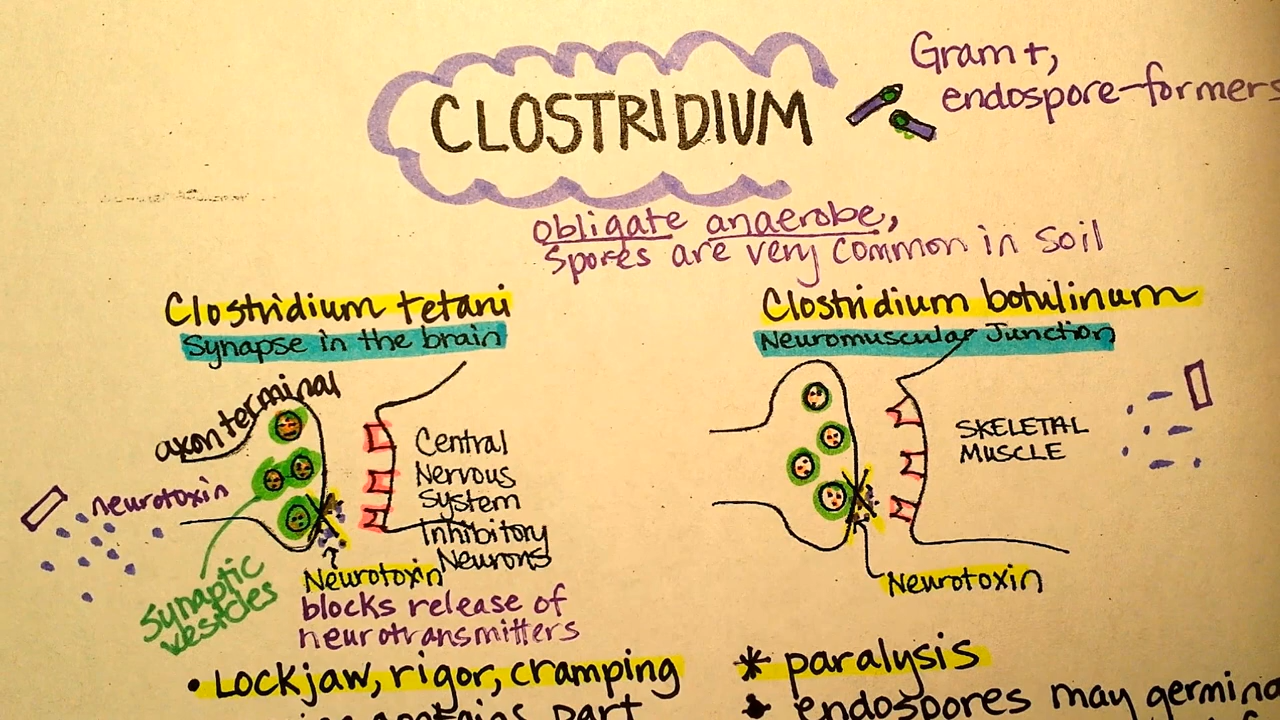 CLOSTRIDIUM
Gram+,
endospore-formers
obligate anaerobe,
spores are very common in soil
Clostridium tetani
Synapse in the brain
axon terminal
neurotoxin
Central
Nervous
System
Inhibitory
Neurons
Synaptic
vesicles
Neurotoxin
blocks release of
neurotransmitters
• Lockjaw, rigor, cramping
contains part
Clostridium botulinum
Neuromuscular Junction
SKELETAL
MUSCLE
Neurotoxin
* paralysis
endospores may germina